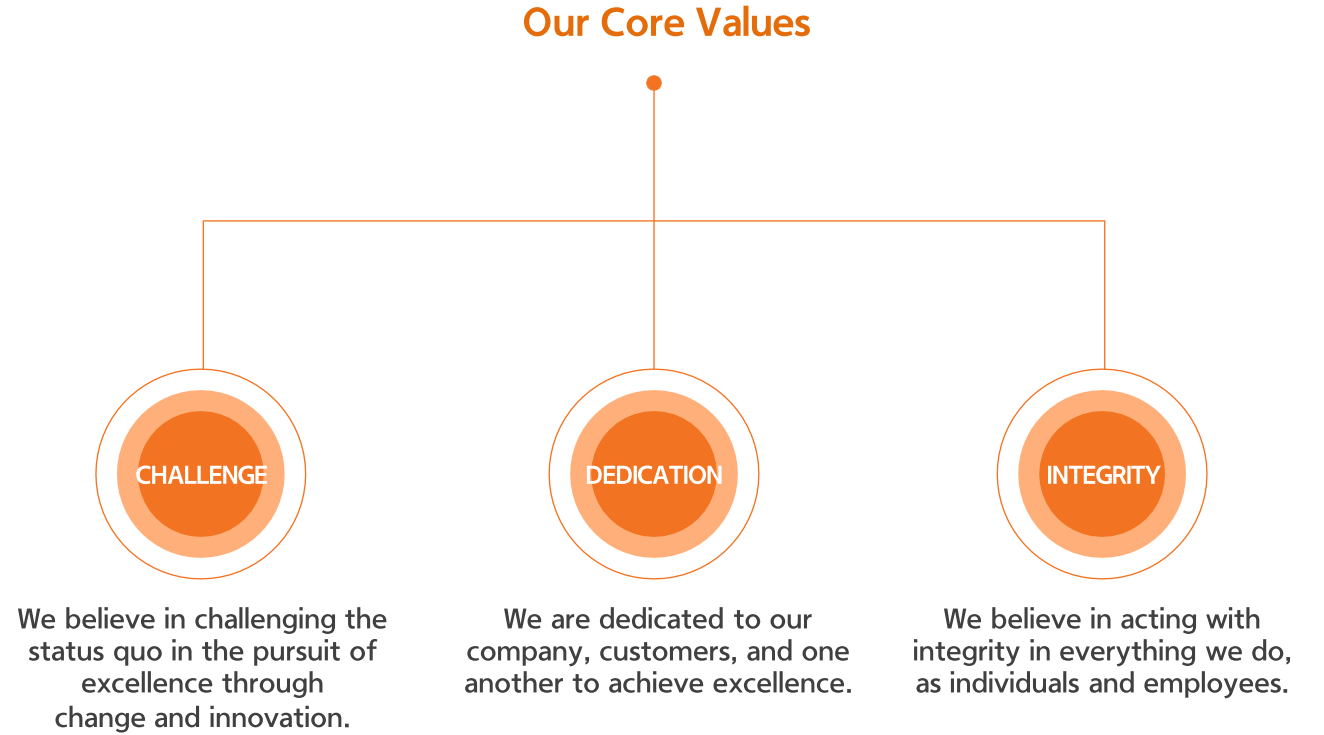 Our Core Values
CHALLENGE
We believe in challenging the
status quo in the pursuit of
excellence through
change and innovation.
DEDICATION
We are dedicated to our
company, customers, and one
another to achieve excellence.
INTEGRITY
We believe in acting with
integrity in everything we do,
as individuals and employees.